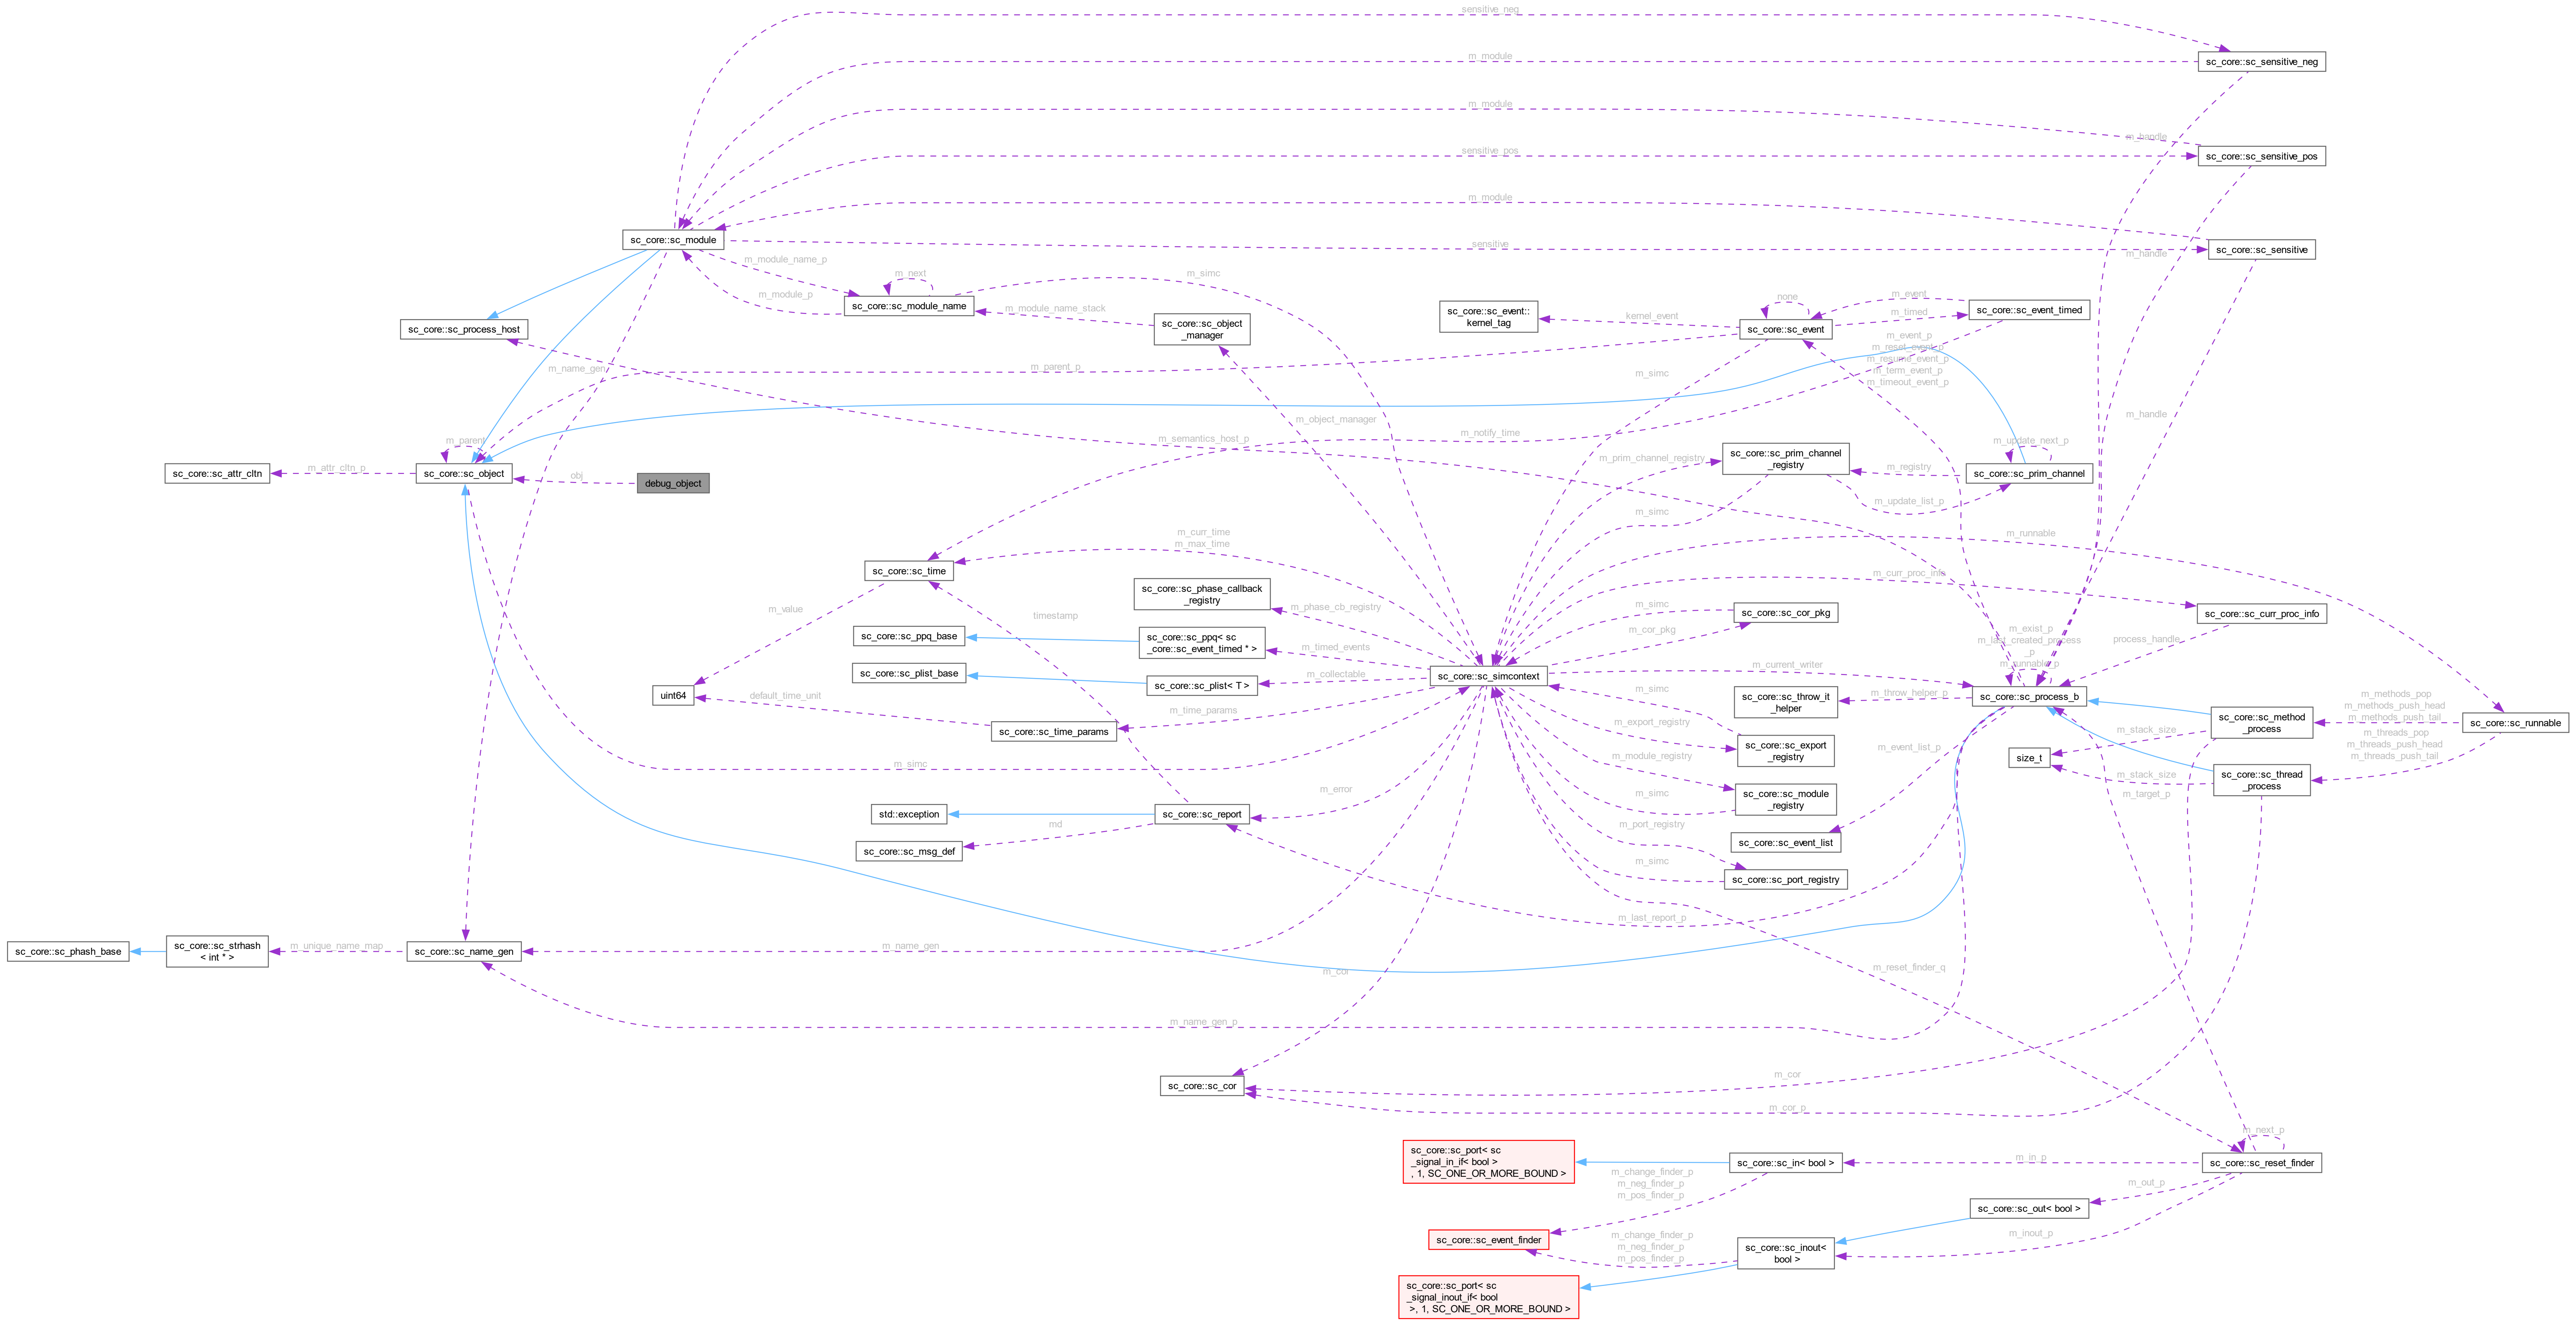 sensitive_neg
m_module
sc_core::sc_sensitive_neg
m_module
m_handle
sensitive_pos
sc_core::sc_sensitive_pos
m_module
sc_core::sc_module
sensitive
sc_core::sc_sensitive
m_handle
m_module_name_p
m_next
m_simc
m_module_p
sc_core::sc_module_name
m_module_name_stack
sc_core::sc_object
_manager
sc_core::sc_process_host
sc_core::sc_event::
kernel_tag
kernel_event
none
sc_core::sc_event
m_event
m_timed
sc_core::sc_event_timed
m_event_p
m_reset_event_p
m_resume_event_p
m_term_event_p
m_timeout_event_p
m_name_gen
m_parent_p
m_simc
m_handle
m_object_manager
m_semantics_host_p
m_notify_time
m_parent
sc_core::sc_attr_cltn
m_attr_cltn_p
sc_core::sc_object
obj
debug_object
m_prim_channel_registry
sc_core::sc_prim_channel
_registry
m_registry
m_update_next_p
sc_core::sc_prim_channel
m_update_list_p
m_simc
m_curr_time
m_max_time
m_runnable
sc_core::sc_time
m_curr_proc_info
sc_core::sc_phase_callback
_registry
m_phase_cb_registry
m_value
timestamp
m_simc
sc_core::sc_cor_pkg
m_cor_pkg
sc_core::sc_curr_proc_info
process_handle
m_exist_p
m_last_created_process
_p
m_runnable_p
sc_core::sc_ppq_base
sc_core::sc_ppq< sc
_core::sc_event_timed * >
m_timed_events
sc_core::sc_plist_base
sc_core::sc_plist< T >
m_collectable
sc_core::sc_simcontext
m_current_writer
sc_core::sc_process_b
uint64
default_time_unit
sc_core::sc_time_params
m_time_params
m_simc
sc_core::sc_throw_it
_helper
m_throw_helper_p
m_export_registry
sc_core::sc_export
_registry
m_event_list_p
sc_core::sc_method
_process
m_methods_pop
m_methods_push_head
m_methods_push_tail
sc_core::sc_runnable
m_stack_size
size_t
m_stack_size
sc_core::sc_thread
_process
m_threads_pop
m_threads_push_head
m_threads_push_tail
m_target_p
m_simc
m_module_registry
m_error
m_simc
sc_core::sc_module
_registry
std::exception
sc_core::sc_report
md
sc_core::sc_msg_def
m_port_registry
sc_core::sc_event_list
m_simc
sc_core::sc_port_registry
m_last_report_p
sc_core::sc_phash_base
sc_core::sc_strhash
< int * >
m_unique_name_map
sc_core::sc_name_gen
m_name_gen
m_cor
m_reset_finder_q
m_name_gen_p
sc_core::sc_cor
m_cor
m_cor_p
m_next_p
sc_core::sc_port< sc
_signal_in_if< bool >
, 1, SC_ONE_OR_MORE_BOUND >
m_change_finder_p
m_neg_finder_p
m_pos_finder_p
sc_core::sc_in< bool >
m_in_p
sc_core::sc_reset_finder
m_out_p
sc_core::sc_out< bool >
m_inout_p
sc_core::sc_event_finder
m_change_finder_p
m_neg_finder_p
m_pos_finder_p
sc_core::sc_inout<
bool >
sc_core::sc_port< sc
_signal_inout_if< bool
>, 1, SC_ONE_OR_MORE_BOUND >